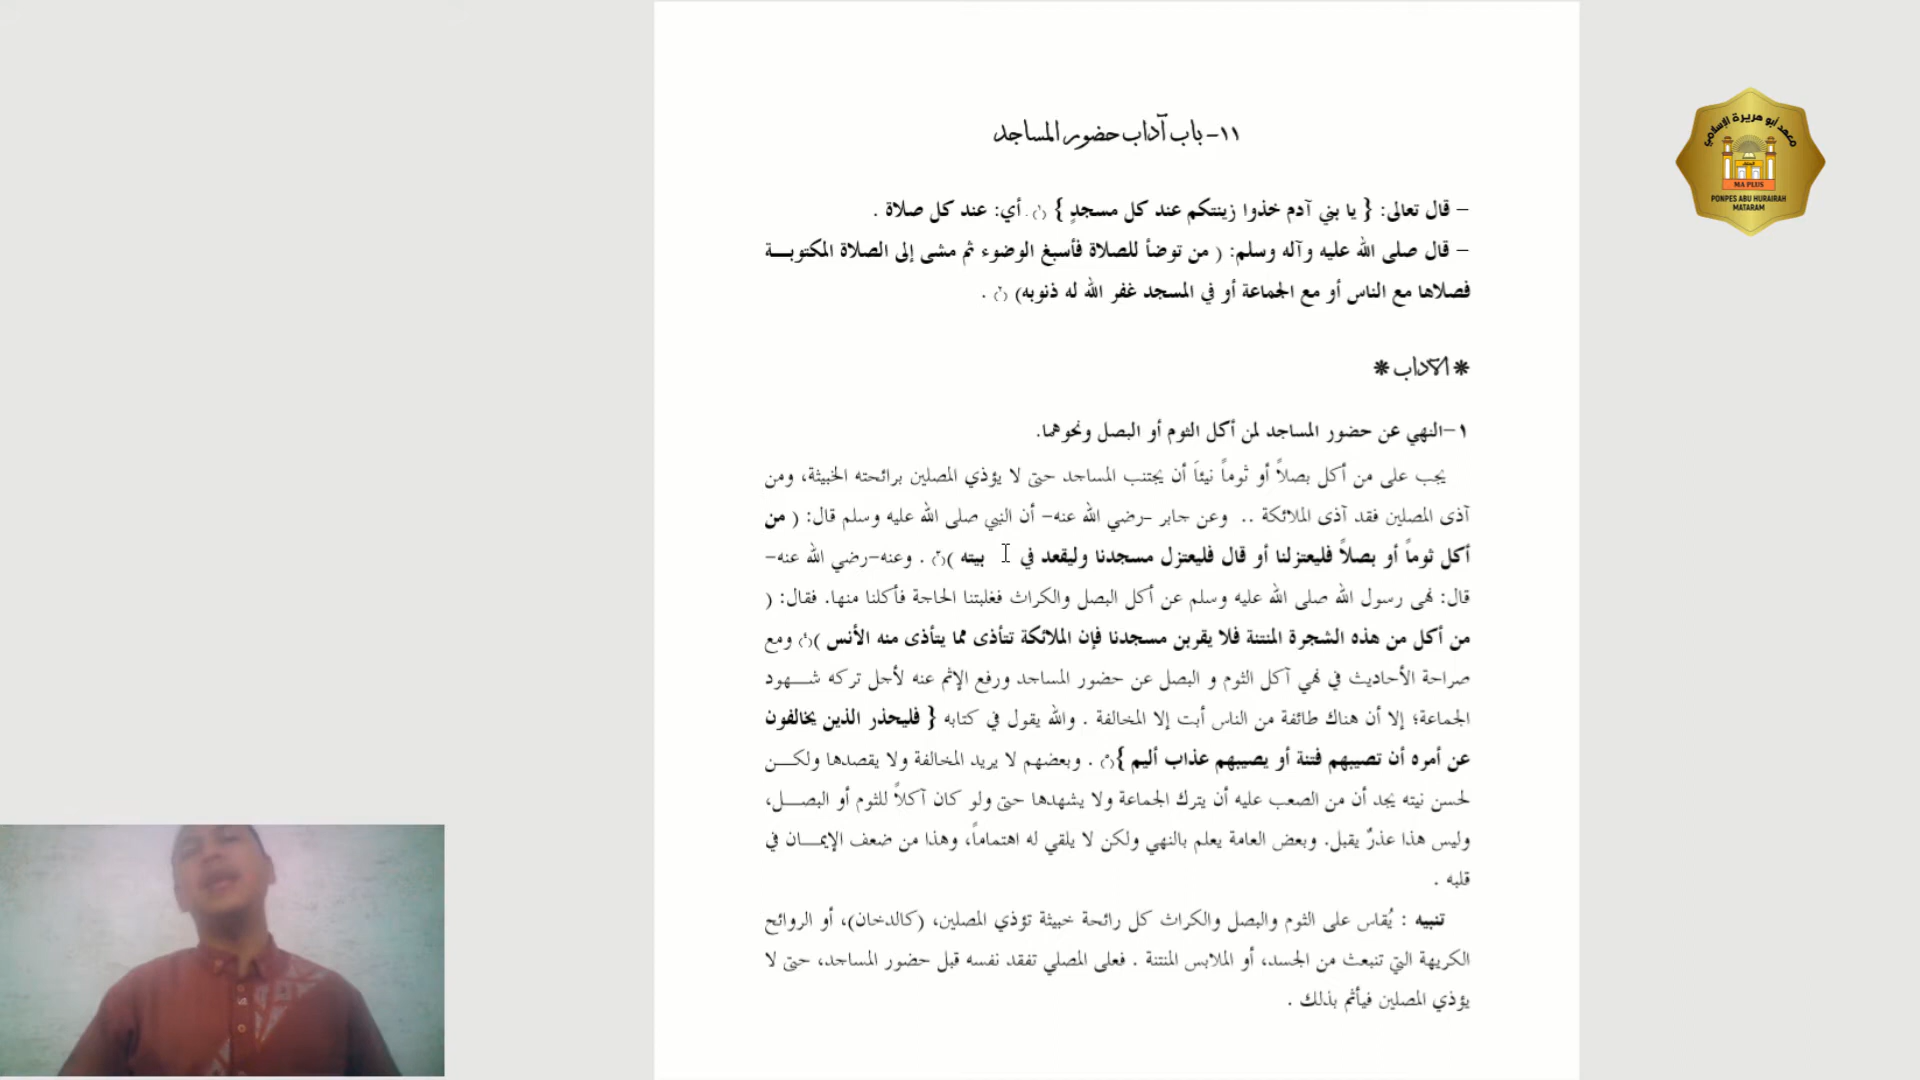 ١١- باب آداب حضور المساجد
– قال تعالى: { يا بني آدم خذوا زينتكم عند كل مسجدٍ } (١). أي: عند كل صلاة .
– قال صلى الله عليه وآله وسلم: ( من توضأ للصلاة فأسبغ الوضوء ثم مشى إلى الصلاة المكتوبـــة
فصلاها مع الناس أو مع الجماعة أو في المسجد غفر الله له ذنوبه) (٢) .
* الآداب *
١–النهي عن حضور المساجد لمن أكل الثوم أو البصل ونحوهما.
يجب على من أكل بصلاً أو ثوماً نيئاً أن يجتنب المساجد حتى لا يؤذي المصلين برائحته الخبيثة، ومن
آذى المصلين فقد آذى الملائكة .. وعن جابر –رضي الله عنه– أن النبي صلى الله عليه وسلم قال: ( من
أكل ثوماً أو بصلاً فليعتزلنا أو قال فليعتزل مسجدنا وليقعد في بيته )(٣) . وعنه–رضي الله عنه–
قال: نهى رسول الله صلى الله عليه وسلم عن أكل البصل والكراث فغلبتنا الحاجة فأكلنا منها. فقال: (
من أكل من هذه الشجرة المنتنة فلا يقربن مسجدنا فإن الملائكة تتأذى مما يتأذى منه الأنس )(٤) ومع
صراحة الأحاديث في نهي آكل الثوم و البصل عن حضور المساجد ورفع الإثم عنه لأجل تركه شـــهود
الجماعة؛ إلا أن هناك طائفة من الناس أبت إلا المخالفة . والله يقول في كتابه { فليحذر الذين يخالفون
عن أمره أن تصيبهم فتنة أو يصيبهم عذاب أليم }(٥) . وبعضهم لا يريد المخالفة ولا يقصدها ولكـــن
لحسن نيته يجد أن من الصعب عليه أن يترك الجماعة ولا يشهدها حتى ولو كان آكلاً للثوم أو البصـــل،
وليس هذا عذرٌ يقبل. وبعض العامة يعلم بالنهي ولكن لا يلقي له اهتماماً، وهذا من ضعف الإيمـــان في
قلبه .
تنبيه : يُقاس على الثوم والبصل والكراث كل رائحة خبيثة تؤذي المصلين، (كالدخان)، أو الروائح
الكريهة التي تنبعث من الجسد، أو الملابس المنتنة . فعلى المصلي تفقد نفسه قبل حضور المساجد، حتى لا
يؤذي المصلين فيأثم بذلك .
معهد أبو هريرة الإسلامي
MA PLUS
PONPES ABU HURAIRAH
MATARAM